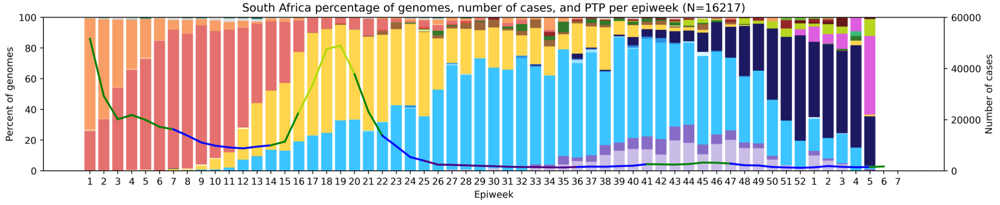 South Africa percentage of genomes, number of cases, and PTP per epiweek (N=16217)
Percent of genomes
100
80
60
40
20
0
60000
40000
20000
0
Number of cases
1 2 3 4 5 6 7 8 9 10 11 12 13 14 15 16 17 18 19 20 21 22 23 24 25 26 27 28 29 30 31 32 33 34 35 36 37 38 39 40 41 42 43 44 45 46 47 48 49 50 51 52 1 2 3 4 5 6 7
Epiweek